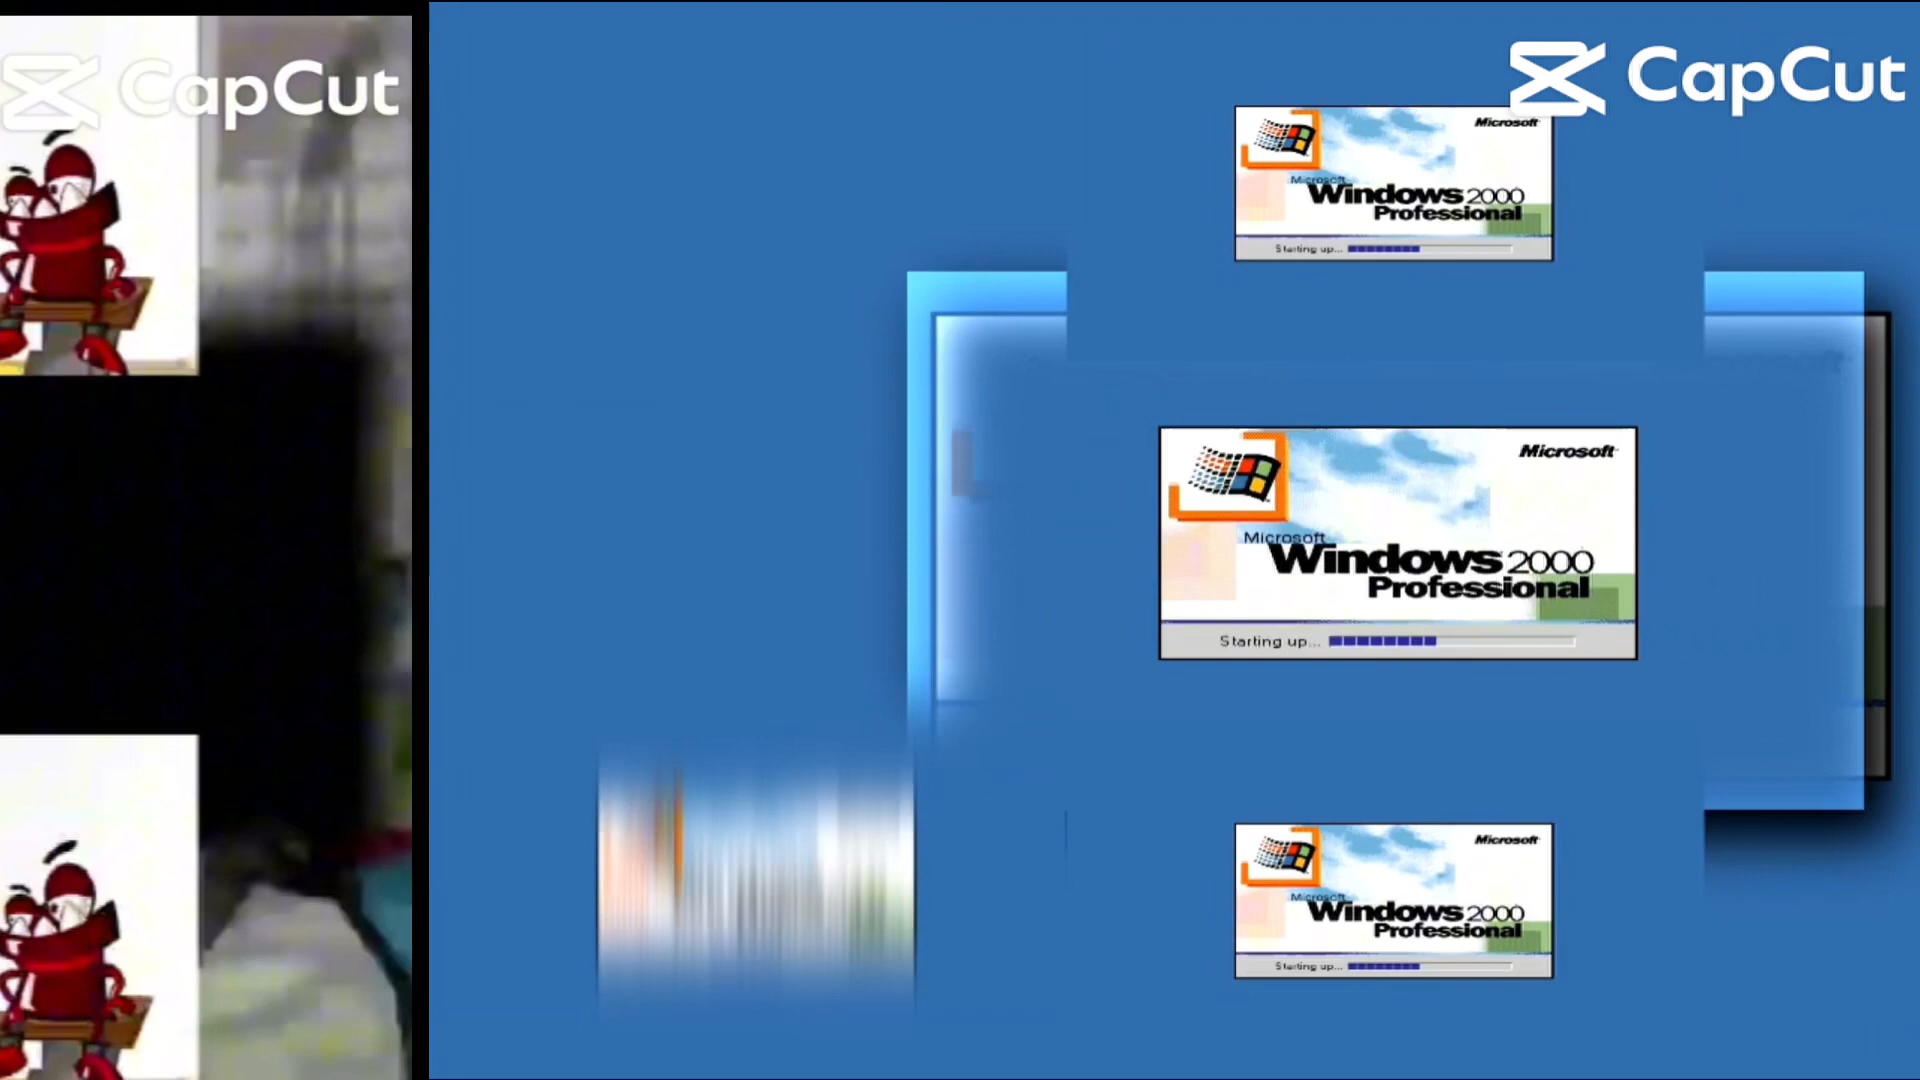 CapCut
CapCut
Microsoft
Microsoft
Windows 2000
Professional
Starting up...
Microsoft
Microsoft
Windows 2000
Professional
Starting up...
Microsoft
Microsoft
Windows 2000
Professional
Starting up...